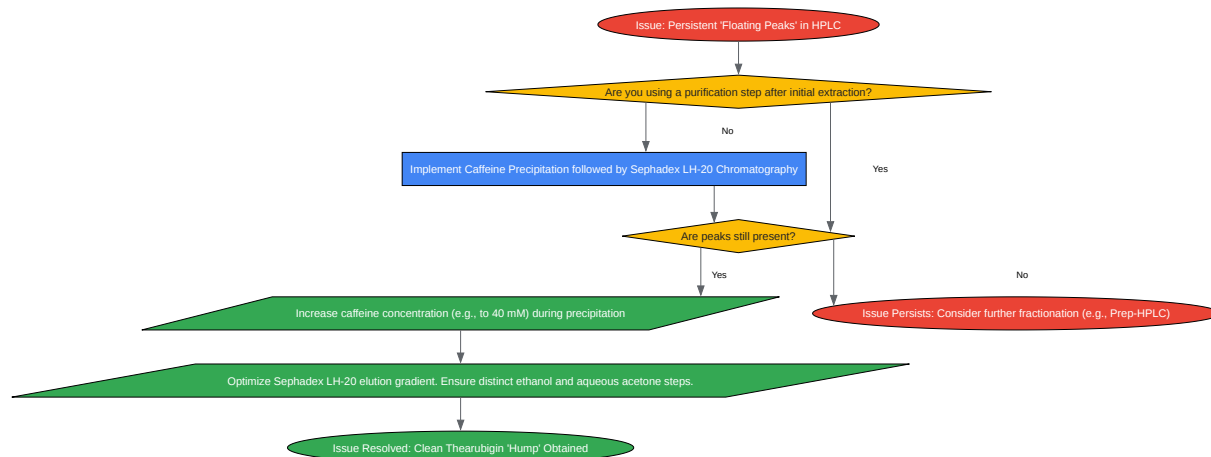 Issue: Persistent 'Floating Peaks' in HPLC
Are you using a purification step after initial extraction?
No
Implement Caffeine Precipitation followed by Sephadex LH-20 Chromatography
Yes
Are peaks still present?
Yes
No
Increase caffeine concentration (e.g., to 40 mM) during precipitation
Issue Persists: Consider further fractionation (e.g., Prep-HPLC)
Optimize Sephadex LH-20 elution gradient. Ensure distinct ethanol and aqueous acetone steps.
Issue Resolved: Clean Thearubigin 'Hump' Obtained